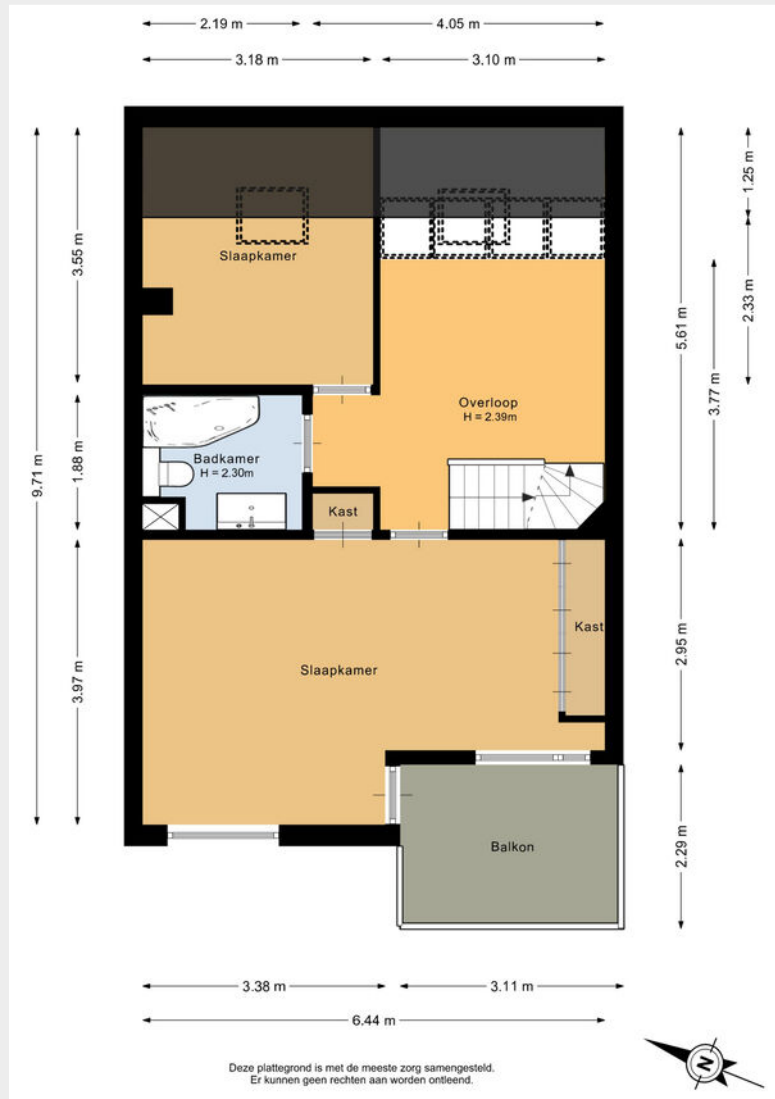 2.19 m
4.05 m
3.18 m
3.10 m
9.71 m
3.55 m
1.88 m
3.97 m
Slaapkamer
Overloop
H = 2.39m
Badkamer
H = 2.30m
Kast
Slaapkamer
Kast
Balkon
5.61 m
1.25 m
2.33 m
3.77 m
2.95 m
2.29 m
3.38 m
3.11 m
6.44 m
Deze plattegrond is met de meeste zorg samengesteld.
Er kunnen geen rechten aan worden ontleend.
N